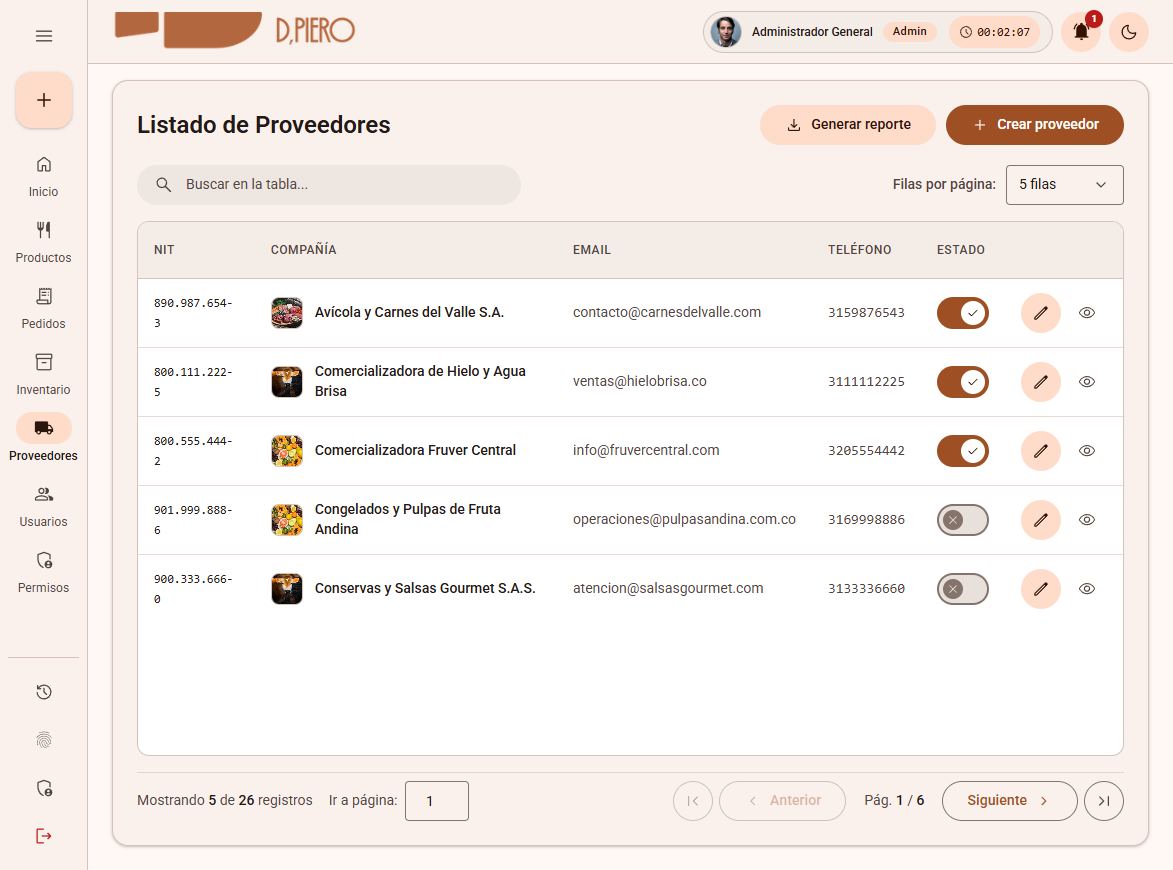 D,PIERO
Administrador General
Admin
00:02:07
1
Inicio
Productos
Pedidos
Inventario
Proveedores
Usuarios
Permisos
Listado de Proveedores
Generar reporte
Crear proveedor
Buscar en la tabla...
Filas por página:
5 filas
NIT COMPAÑÍA EMAIL TELÉFONO ESTADO
890.987.654-
3
Avícola y Carnes del Valle S.A.
contacto@carnesdelvalle.com
3159876543
800.111.222-
5
Comercializadora de Hielo y Agua
Brisa
ventas@hielobrisa.co
3111112225
800.555.444-
2
Comercializadora Fruver Central
info@fruvercentral.com
3205554442
901.999.888-
6
Congelados y Pulpas de Fruta
Andina
operaciones@pulpasandina.com.co
3169998886
900.333.666-
0
Conservas y Salsas Gourmet S.A.S.
atencion@salsasgourmet.com
3133336660
Mostrando 5 de 26 registros
Ir a página:
1
Anterior
Pág. 1 / 6
Siguiente